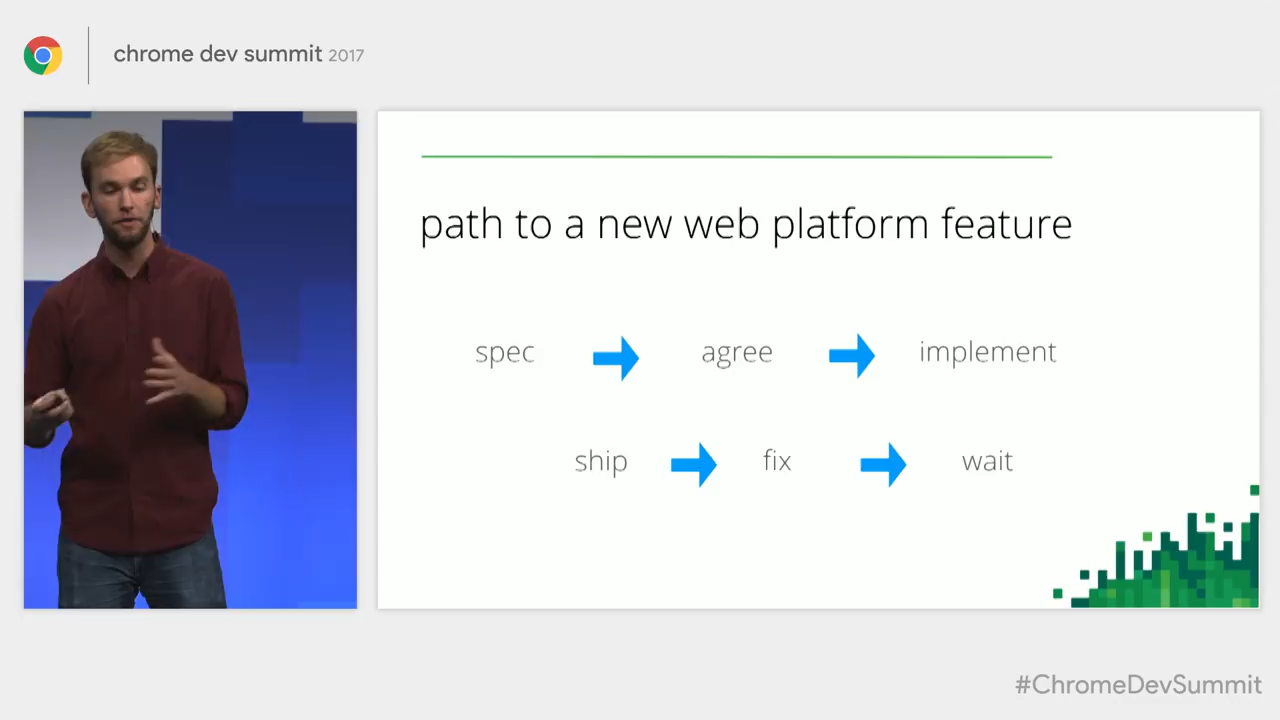 chrome dev summit 2017
path to a new web platform feature
spec agree implement
ship fix wait
#ChromeDevSummit